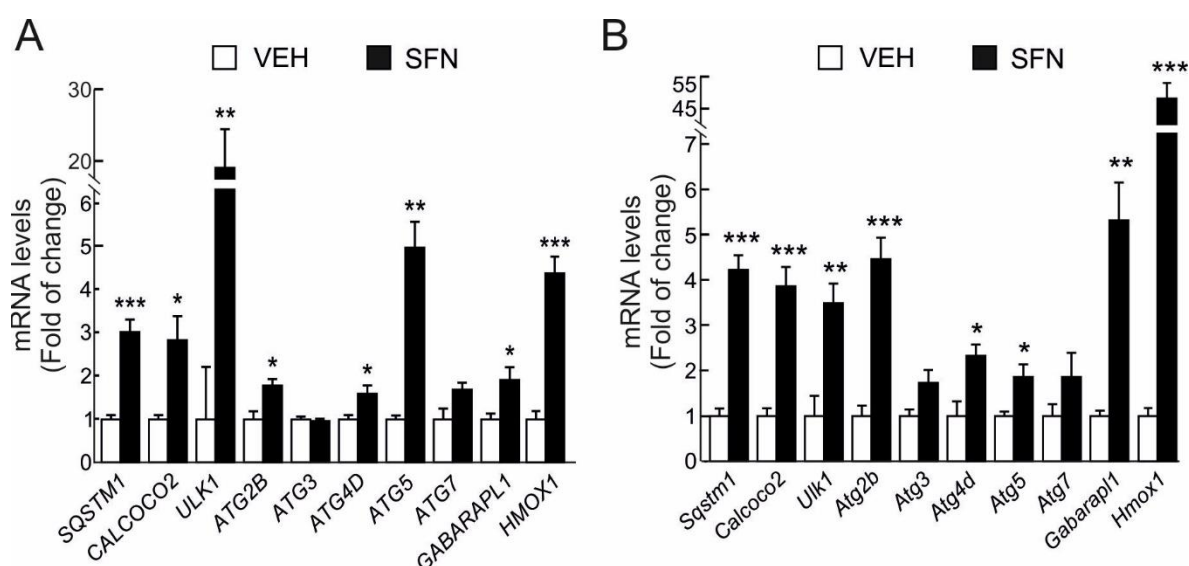 A
VEH SFN
mRNA levels
(Fold of change)
30
20
6
5
4
3
2
1
0
***
*
**
*
*
**
*
***
SQSTM1
CALCOCO2
ULK1
ATG2B
ATG3
ATG4D
ATG5
ATG7
GABARAPL1
HMOX1
B
VEH SFN
mRNA levels
(Fold of change)
55
45
7
6
5
4
3
2
1
0
***
***
**
***
*
*
**
***
Sqstm1
Calcoco2
Ulk1
Atg2b
Atg3
Atg4d
Atg5
Atg7
Gabarapl1
Hmox1